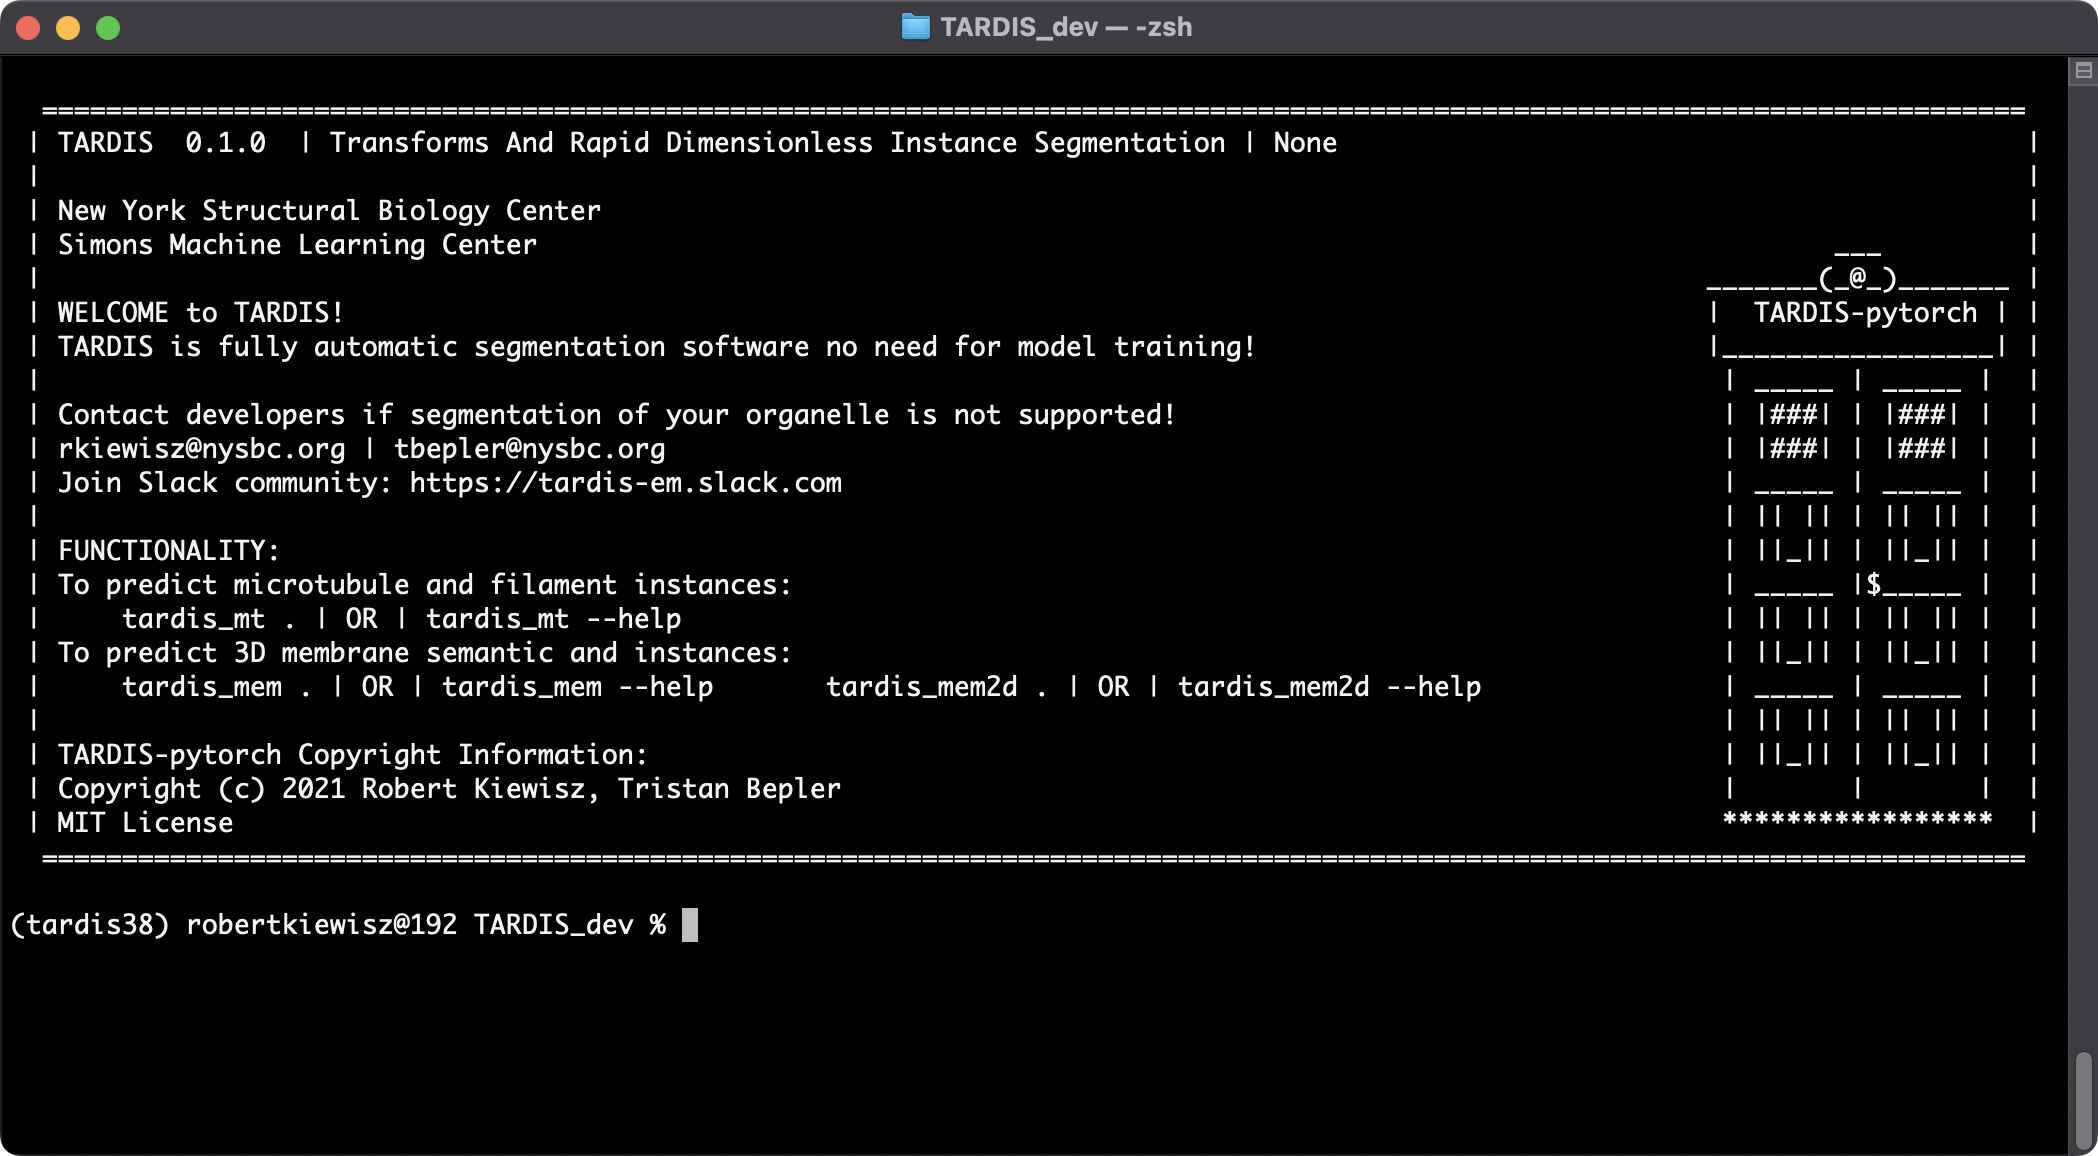 TARDIS_dev — -zsh
=============================================================================================================================
| TARDIS  0.1.0  | Transforms And Rapid Dimensionless Instance Segmentation | None                                           |
|                                                                                                                            |
| New York Structural Biology Center                                                                                         |
| Simons Machine Learning Center                                                                                 ___         |
|                                                                                                        _______(_@_)_______ |
| WELCOME to TARDIS!                                                                                     |  TARDIS-pytorch | |
| TARDIS is fully automatic segmentation software no need for model training!                            |_________________| |
|                                                                                                         | _____ | _____ |  |
| Contact developers if segmentation of your organelle is not supported!                                  | |###| | |###| |  |
| rkiewisz@nysbc.org | tbepler@nysbc.org                                                                  | |###| | |###| |  |
| Join Slack community: https://tardis-em.slack.com                                                       | _____ | _____ |  |
|                                                                                                         | || || | || || |  |
| FUNCTIONALITY:                                                                                          | ||_|| | ||_|| |  |
| To predict microtubule and filament instances:                                                          | _____ |$_____ |  |
|     tardis_mt . | OR | tardis_mt --help                                                                 | || || | || || |  |
| To predict 3D membrane semantic and instances:                                                          | ||_|| | ||_|| |  |
|     tardis_mem . | OR | tardis_mem --help       tardis_mem2d . | OR | tardis_mem2d --help               | _____ | _____ |  |
|                                                                                                         | || || | || || |  |
| TARDIS-pytorch Copyright Information:                                                                   | ||_|| | ||_|| |  |
| Copyright (c) 2021 Robert Kiewisz, Tristan Bepler                                                       |       |       |  |
| MIT License                                                                                             *****************  |
=============================================================================================================================
(tardis38) robertkiewisz@192 TARDIS_dev %